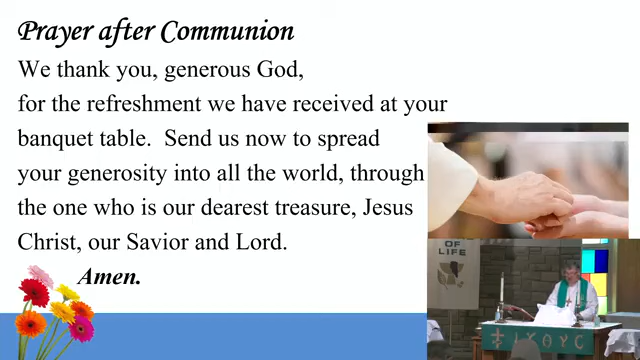 Prayer after Communion
We thank you, generous God,
for the refreshment we have received at your
banquet table.  Send us now to spread
your generosity into all the world, through
the one who is our dearest treasure, Jesus
Christ, our Savior and Lord.
Amen.
OF
LIFE
ΙΧΘΥС